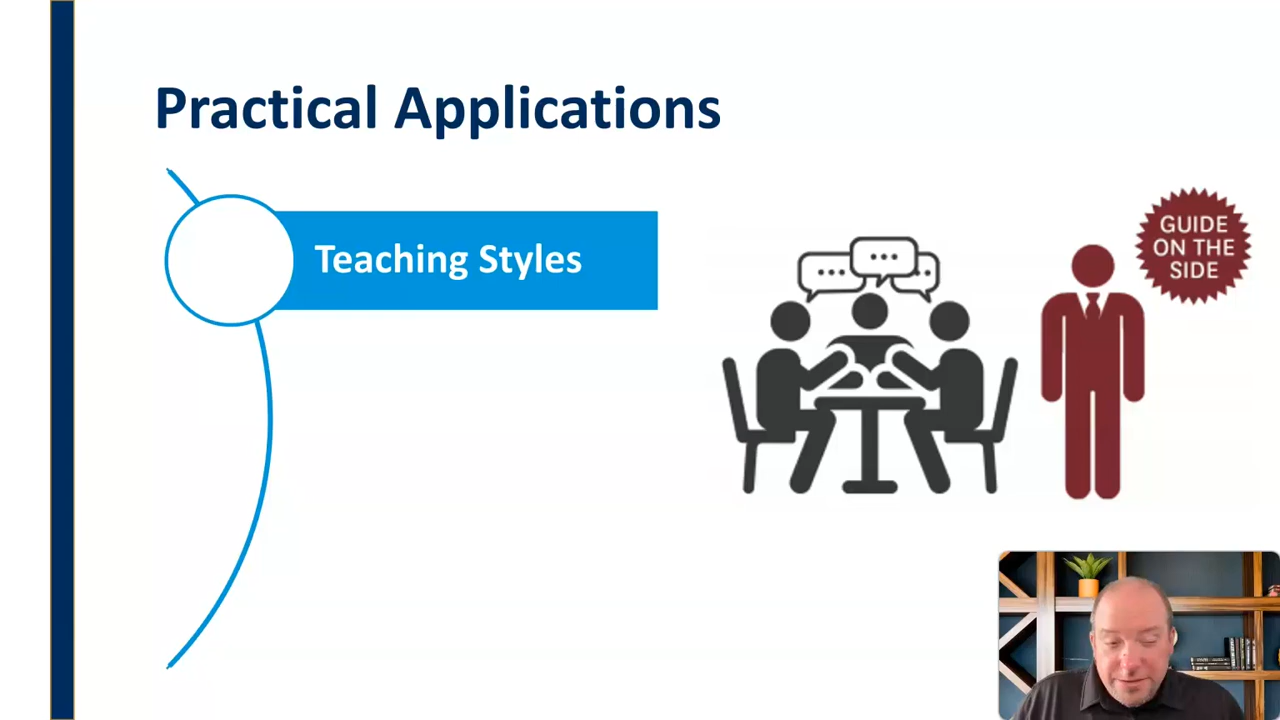 Practical Applications
Teaching Styles
GUIDE
ON THE
SIDE